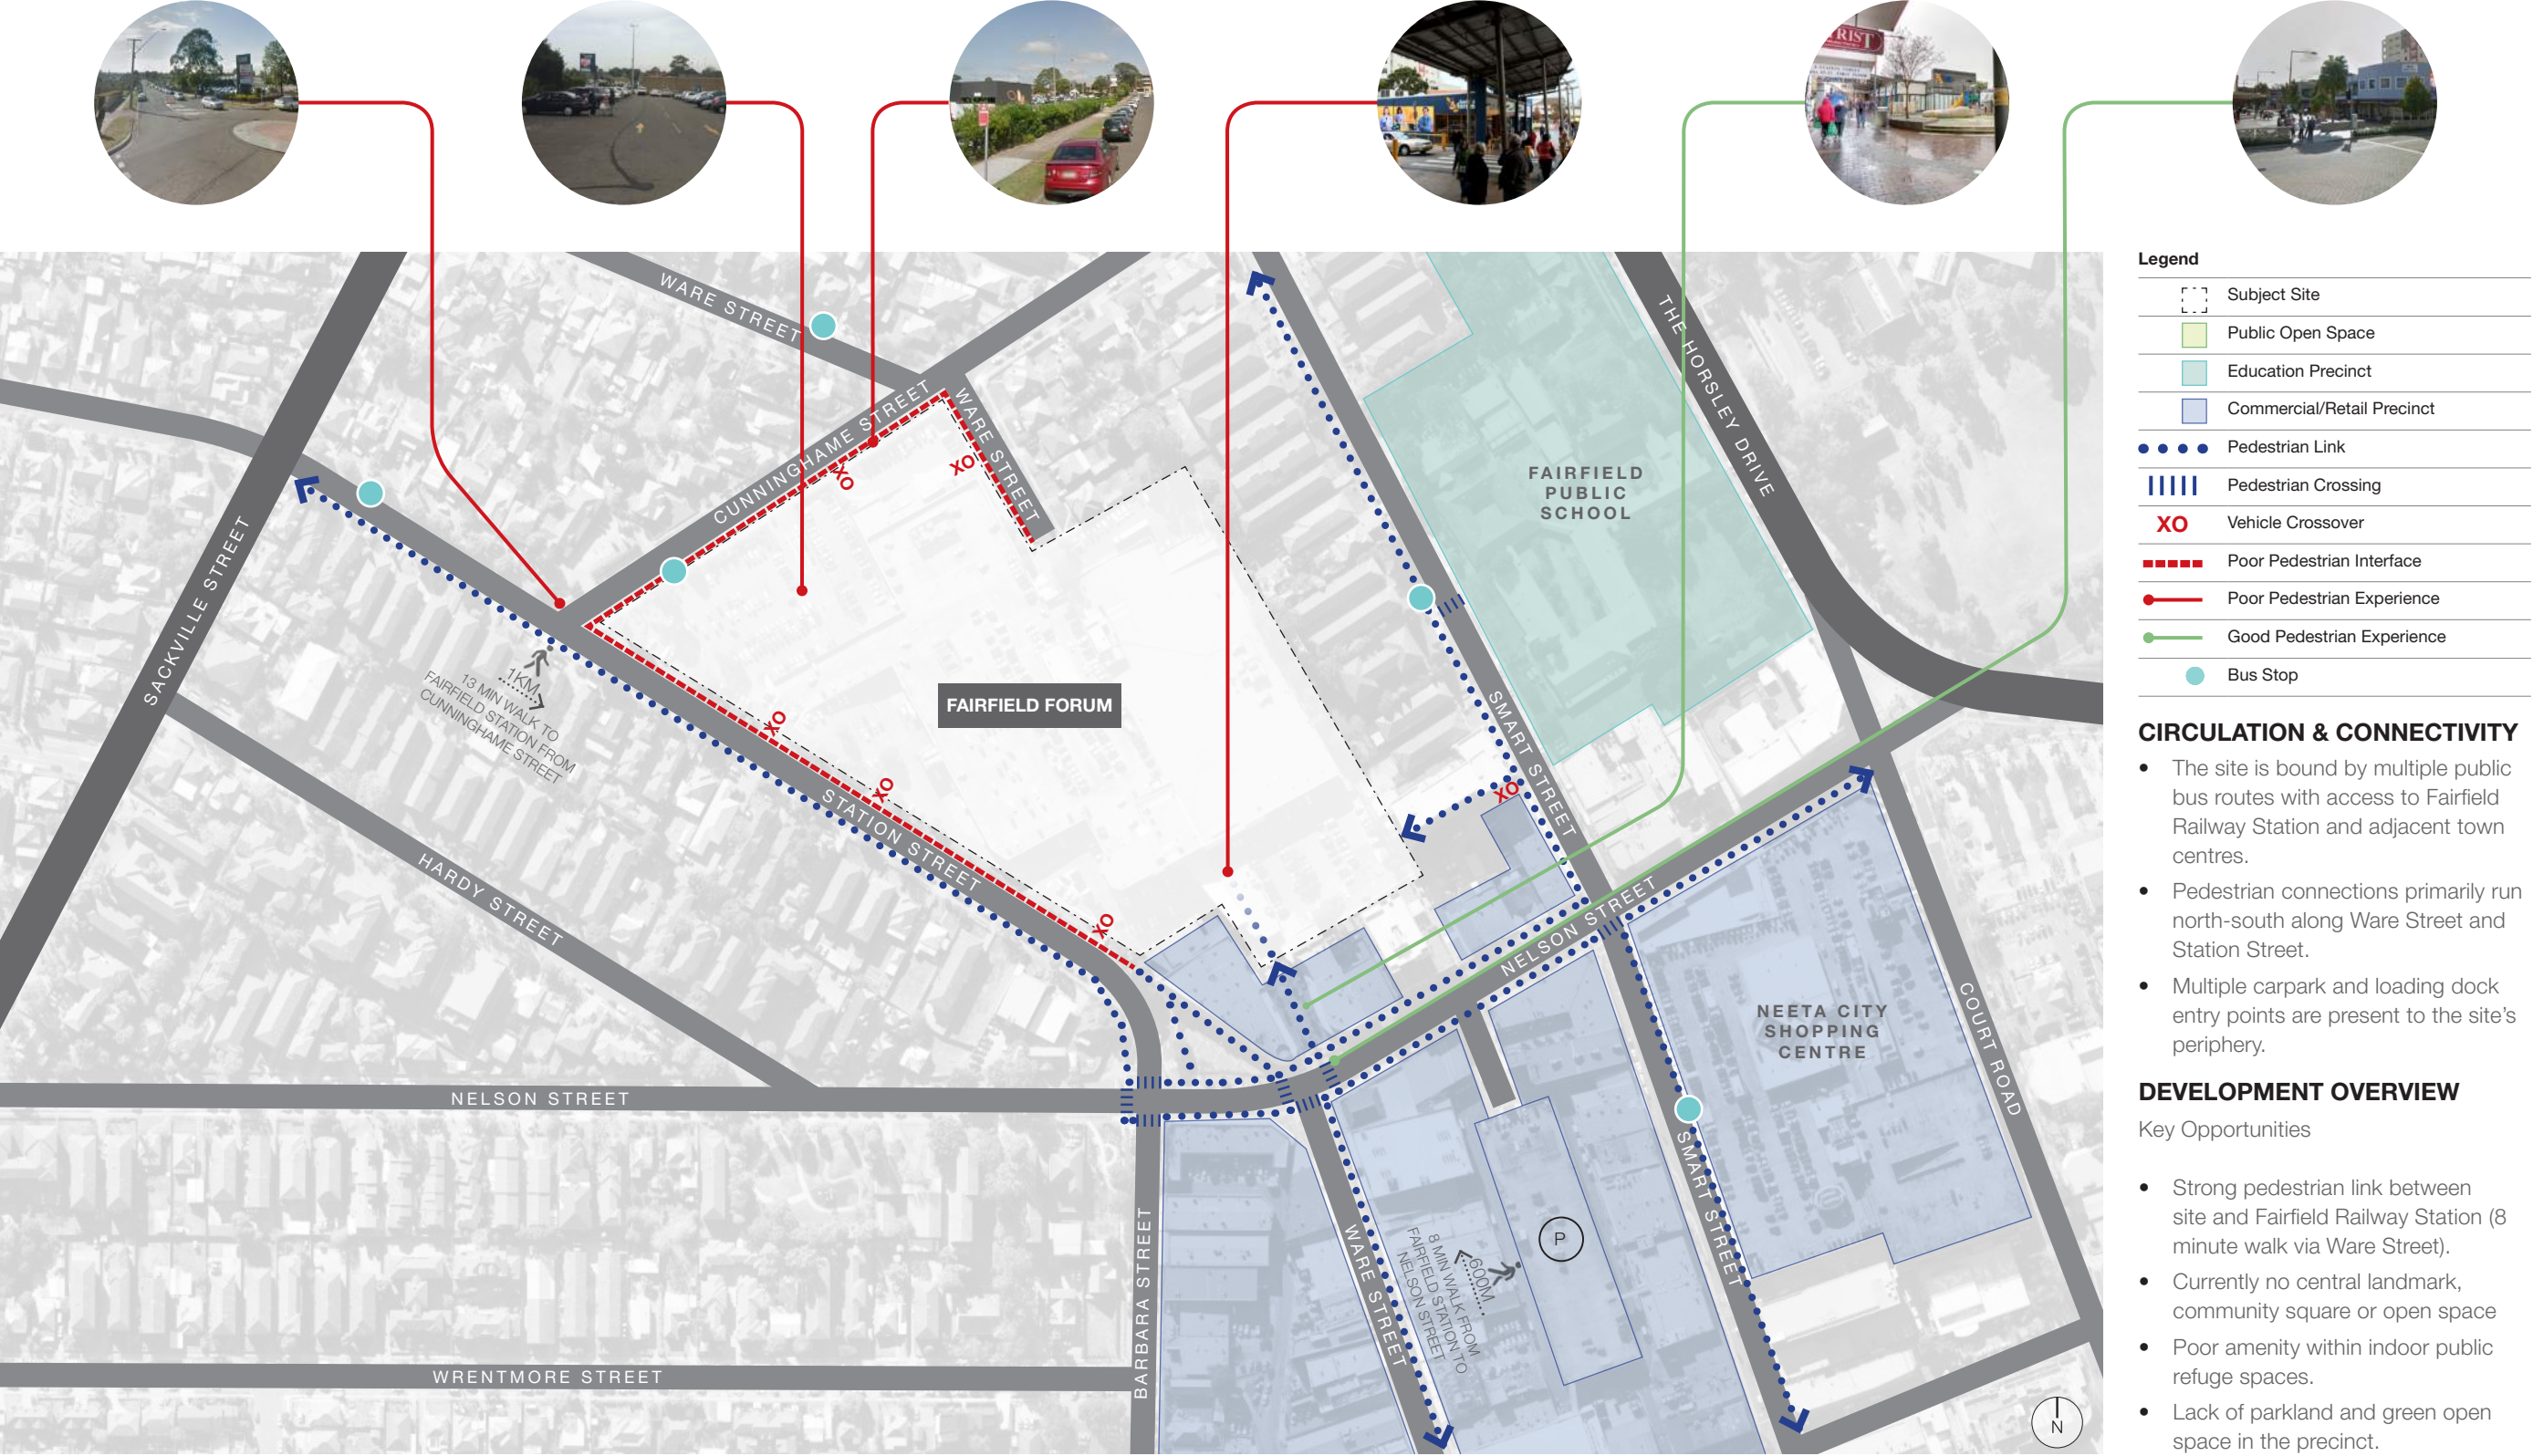 RIST
WARE STREET
CUNNINGHAME STREET
WARE STREET
XO
XO
SACKVILLE STREET
THE HORSLEY DRIVE
FAIRFIELD
PUBLIC
SCHOOL
1KM
13 MIN WALK TO
FAIRFIELD STATION FROM
CUNNINGHAME STREET
FAIRFIELD FORUM
XO
XO
XO
XO
STATION STREET
SMART STREET
HARDY STREET
NELSON STREET
NELSON STREET
NEETA CITY
SHOPPING
CENTRE
COURT ROAD
SMART STREET
BARBARA STREET
WARE STREET
600M
8 MIN WALK FROM
FAIRFIELD STATION TO
NELSON STREET
P
WRENTMORE STREET
N
Legend
Subject Site
Public Open Space
Education Precinct
Commercial/Retail Precinct
Pedestrian Link
Pedestrian Crossing
XO Vehicle Crossover
Poor Pedestrian Interface
Poor Pedestrian Experience
Good Pedestrian Experience
Bus Stop
CIRCULATION & CONNECTIVITY
• The site is bound by multiple public
bus routes with access to Fairfield
Railway Station and adjacent town
centres.
• Pedestrian connections primarily run
north-south along Ware Street and
Station Street.
• Multiple carpark and loading dock
entry points are present to the site's
periphery.
DEVELOPMENT OVERVIEW
Key Opportunities
• Strong pedestrian link between
site and Fairfield Railway Station (8
minute walk via Ware Street).
• Currently no central landmark,
community square or open space
• Poor amenity within indoor public
refuge spaces.
• Lack of parkland and green open
space in the precinct.